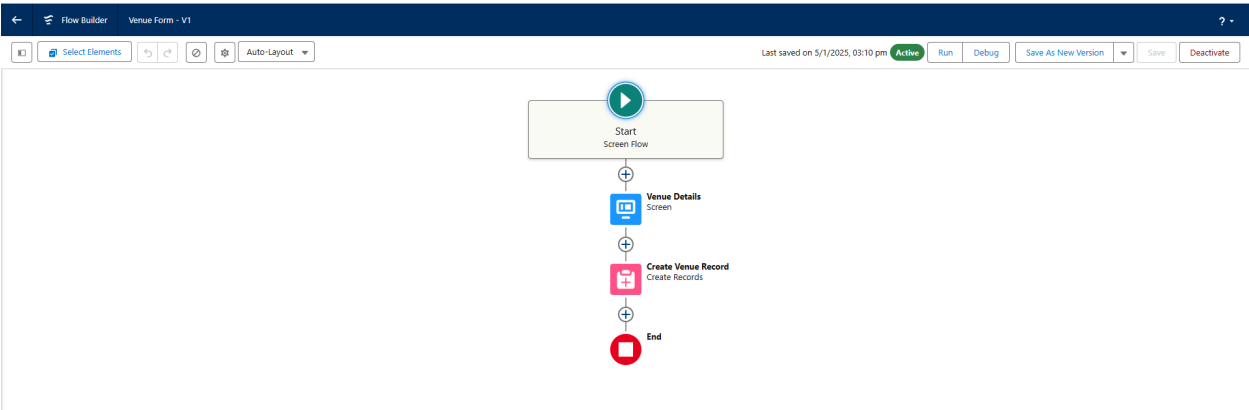 Flow Builder Venue Form - V1 ?
Select Elements Auto-Layout Last saved on 5/1/2025, 03:10 pm Active Run Debug Save As New Version Save Deactivate
Start
Screen Flow
Venue Details
Screen
Create Venue Record
Create Records
End